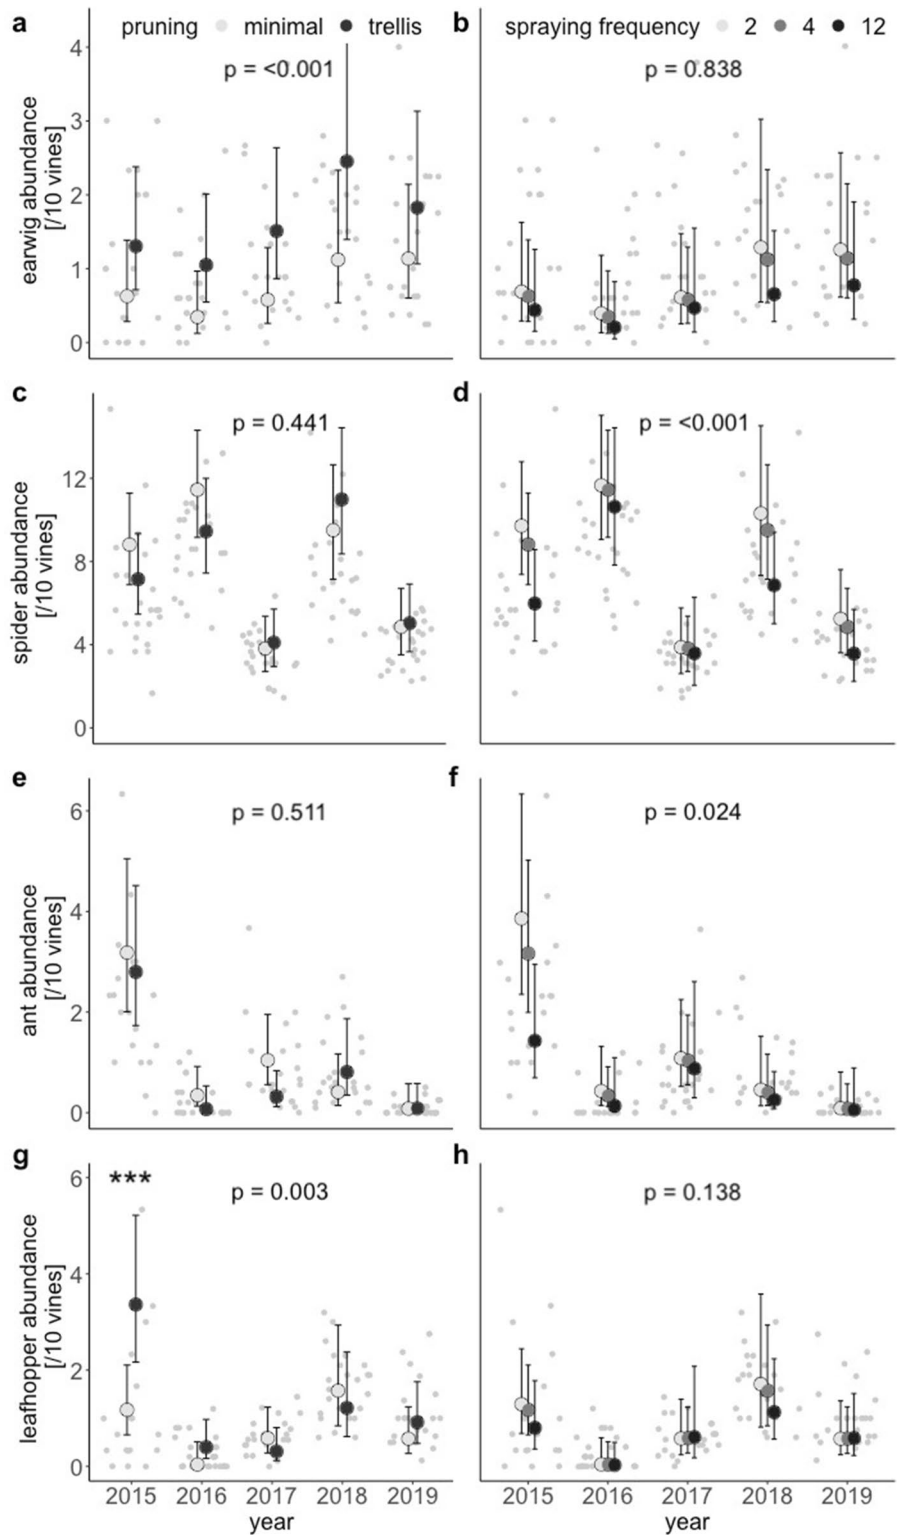 a pruning minimal trellis
b spraying frequency 2 4 12
p = <0.001
p = 0.838
earwig abundance
[/10 vines]
4
3
2
1
0
c
d
p = 0.441
p = <0.001
spider abundance
[/10 vines]
12
8
4
0
e
f
p = 0.511
p = 0.024
ant abundance
[/10 vines]
6
4
2
0
g
h
***
p = 0.003
p = 0.138
leafhopper abundance
[/10 vines]
6
4
2
0
2015 2016 2017 2018 2019
2015 2016 2017 2018 2019
year
year